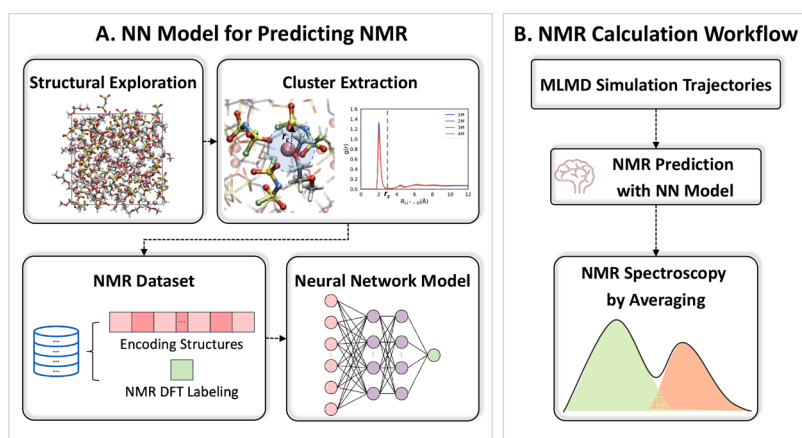 A. NN Model for Predicting NMR
Structural Exploration
Cluster Extraction
r
c
1.6
1.4
1.2
1.0
0.8
0.6
0.4
0.2
0.0
g(r)
1M
2M
3M
4M
0
2
r
c
4
6
8
10
12
R Li⁺-O (Å)
NMR Dataset
...
...
...
...
...
Encoding Structures
NMR DFT Labeling
Neural Network Model
B. NMR Calculation Workflow
MLMD Simulation Trajectories
NMR Prediction
with NN Model
NMR Spectroscopy
by Averaging